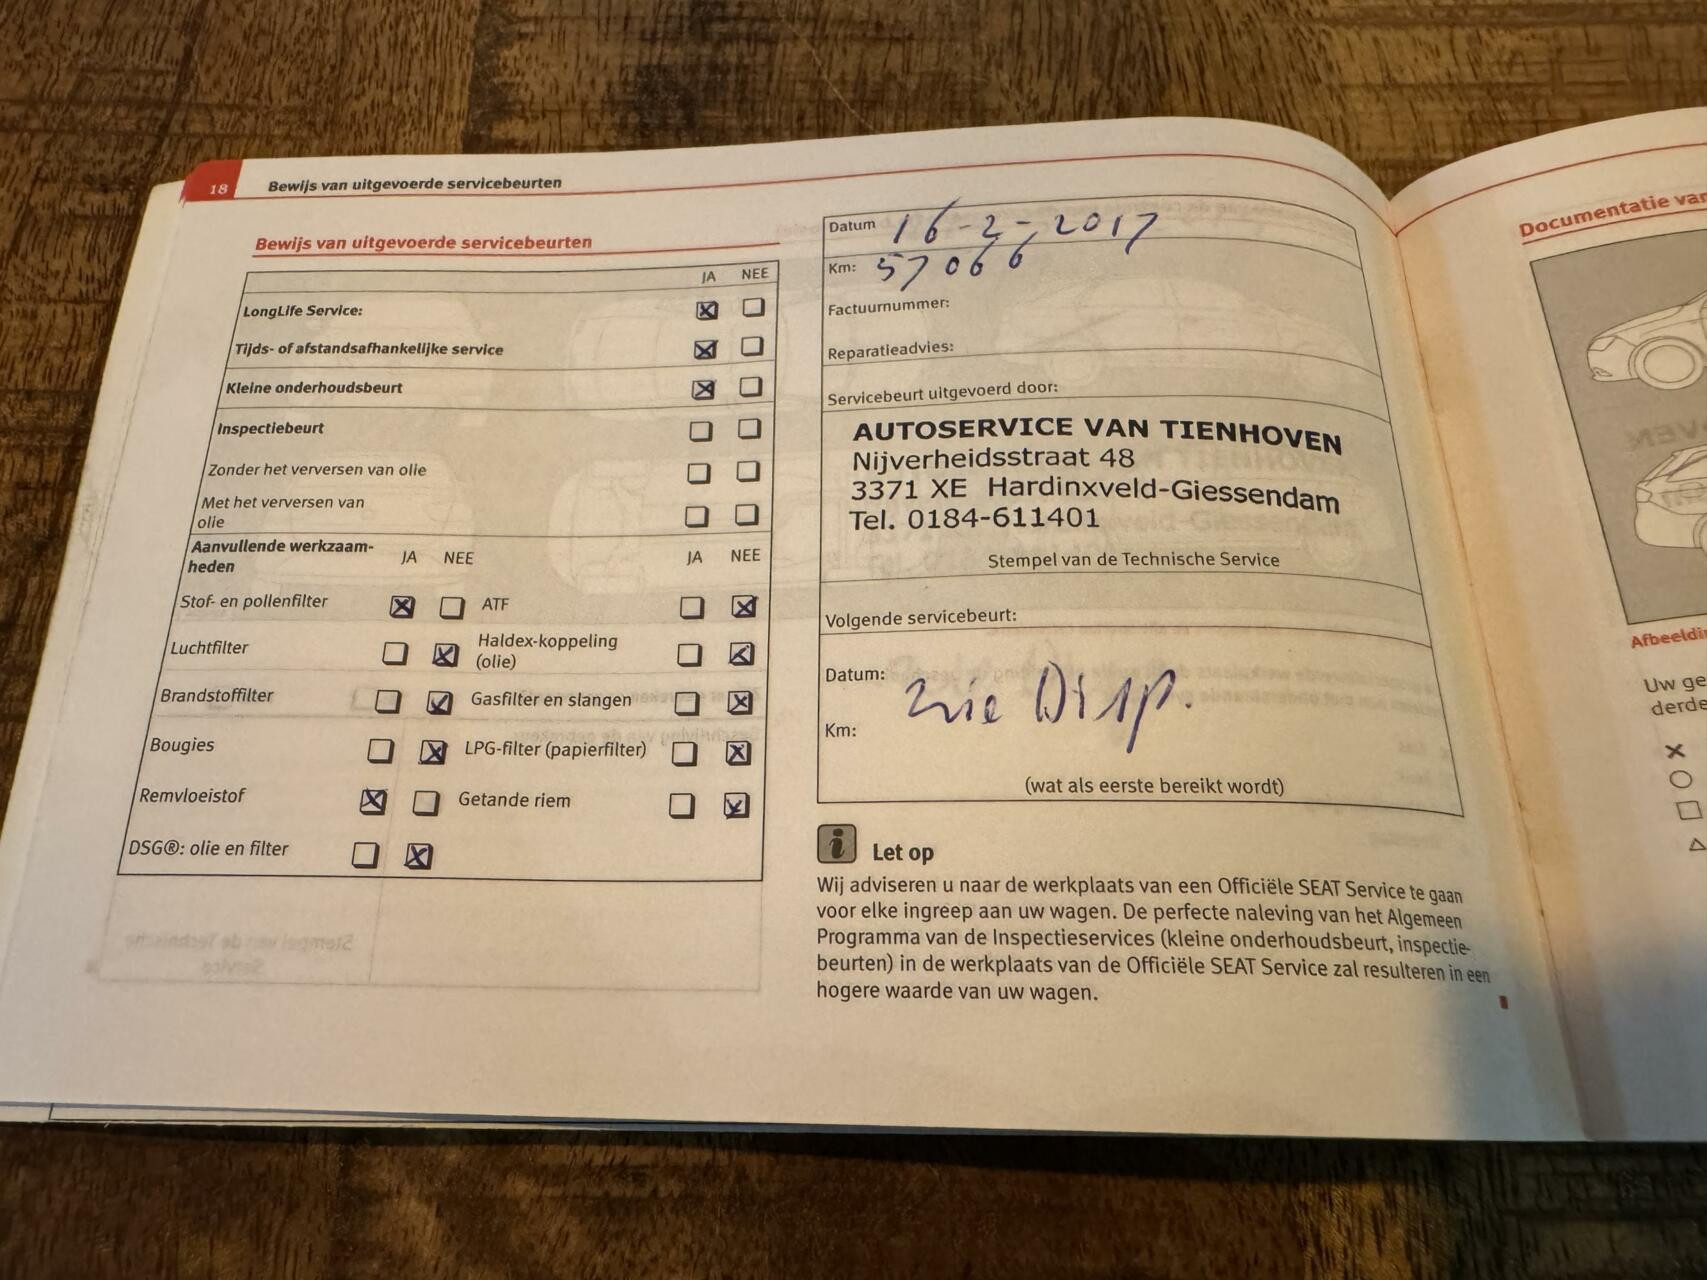 18 Bewijs van uitgevoerde servicebeurten
Bewijs van uitgevoerde servicebeurten
JA NEE
LongLife Service: ☒ ☐
Tijds- of afstandsafhankelijke service ☒ ☐
Kleine onderhoudsbeurt ☒ ☐
Inspectiebeurt ☐ ☐
Zonder het verversen van olie ☐ ☐
Met het verversen van
olie ☐ ☐
Aanvullende werkzaam-
heden JA NEE JA NEE
Stof- en pollenfilter ☒ ☐ ATF ☐ ☒
Luchtfilter ☐ ☒ Haldex-koppeling
(olie) ☐ ☒
Brandstoffilter ☐ ☒ Gasfilter en slangen ☐ ☒
Bougies ☐ ☒ LPG-filter (papierfilter) ☐ ☒
Remvloeistof ☒ ☐ Getande riem ☐ ☒
DSG®: olie en filter ☐ ☒
Datum 16-2-2017
Km: 57066
Factuurnummer:
Reparatieadvies:
Servicebeurt uitgevoerd door:
AUTOSERVICE VAN TIENHOVEN
Nijverheidsstraat 48
3371 XE Hardinxveld-Giessendam
Tel. 0184-611401
Stempel van de Technische Service
Volgende servicebeurt:
Datum:
zie Disp.
Km:
(wat als eerste bereikt wordt)
i Let op
Wij adviseren u naar de werkplaats van een Officiële SEAT Service te gaan
voor elke ingreep aan uw wagen. De perfecte naleving van het Algemeen
Programma van de Inspectieservices (kleine onderhoudsbeurt, inspectie-
beurten) in de werkplaats van de Officiële SEAT Service zal resulteren in een
hogere waarde van uw wagen.
Documentatie van
Uw ge
derde